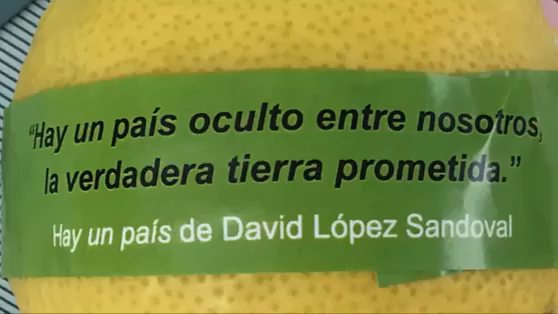 “Hay un país oculto entre nosotros,
la verdadera tierra prometida.”
Hay un país de David López Sandoval